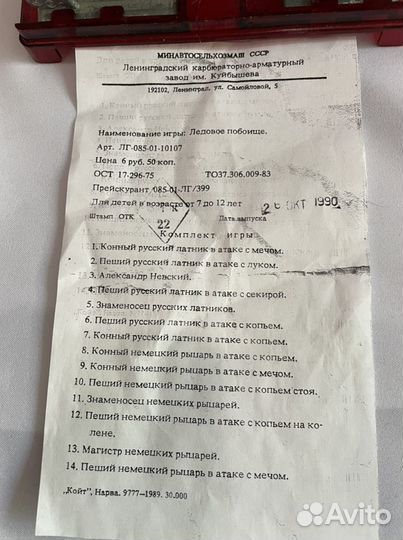 МИНАВТОСЕЛЬХОЗМАШ СССР
Ленинградский карбюраторно-арматурный
завод им. Куйбышева
192102, Ленинград, ул. Самойловой, 5
Наименование игры: Ледовое побоище.
Арт. ЛГ-085-01-10107
Цена 6 руб. 50 коп.
ОСТ 17-296-75 ТО37.306.009-83
Прейскурант 085-01-ЛГ/399
Для детей в возрасте от 7 до 12 лет
26 ОКТ 1990
Штамп ОТК Дата выпуска
22
Комплект игры
1. Конный русский латник в атаке с мечом.
2. Пеший русский латник в атаке с луком.
3. Александр Невский.
4. Пеший русский латник в атаке с секирой.
5. Знаменосец русских латников.
6. Пеший русский латник в атаке с копьем.
7. Конный русский латник в атаке с копьем.
8. Конный немецкий рыцарь в атаке с копьем.
9. Конный немецкий рыцарь в атаке с мечом.
10. Пеший немецкий рыцарь в атаке с копьем стоя.
11. Знаменосец немецких рыцарей.
12. Пеший немецкий рыцарь в атаке с копьем на ко-
лене.
13. Магистр немецких рыцарей.
14. Пеший немецкий рыцарь в атаке с мечом.
„Койт", Нарва. 9777—1989. 30.000
Avito